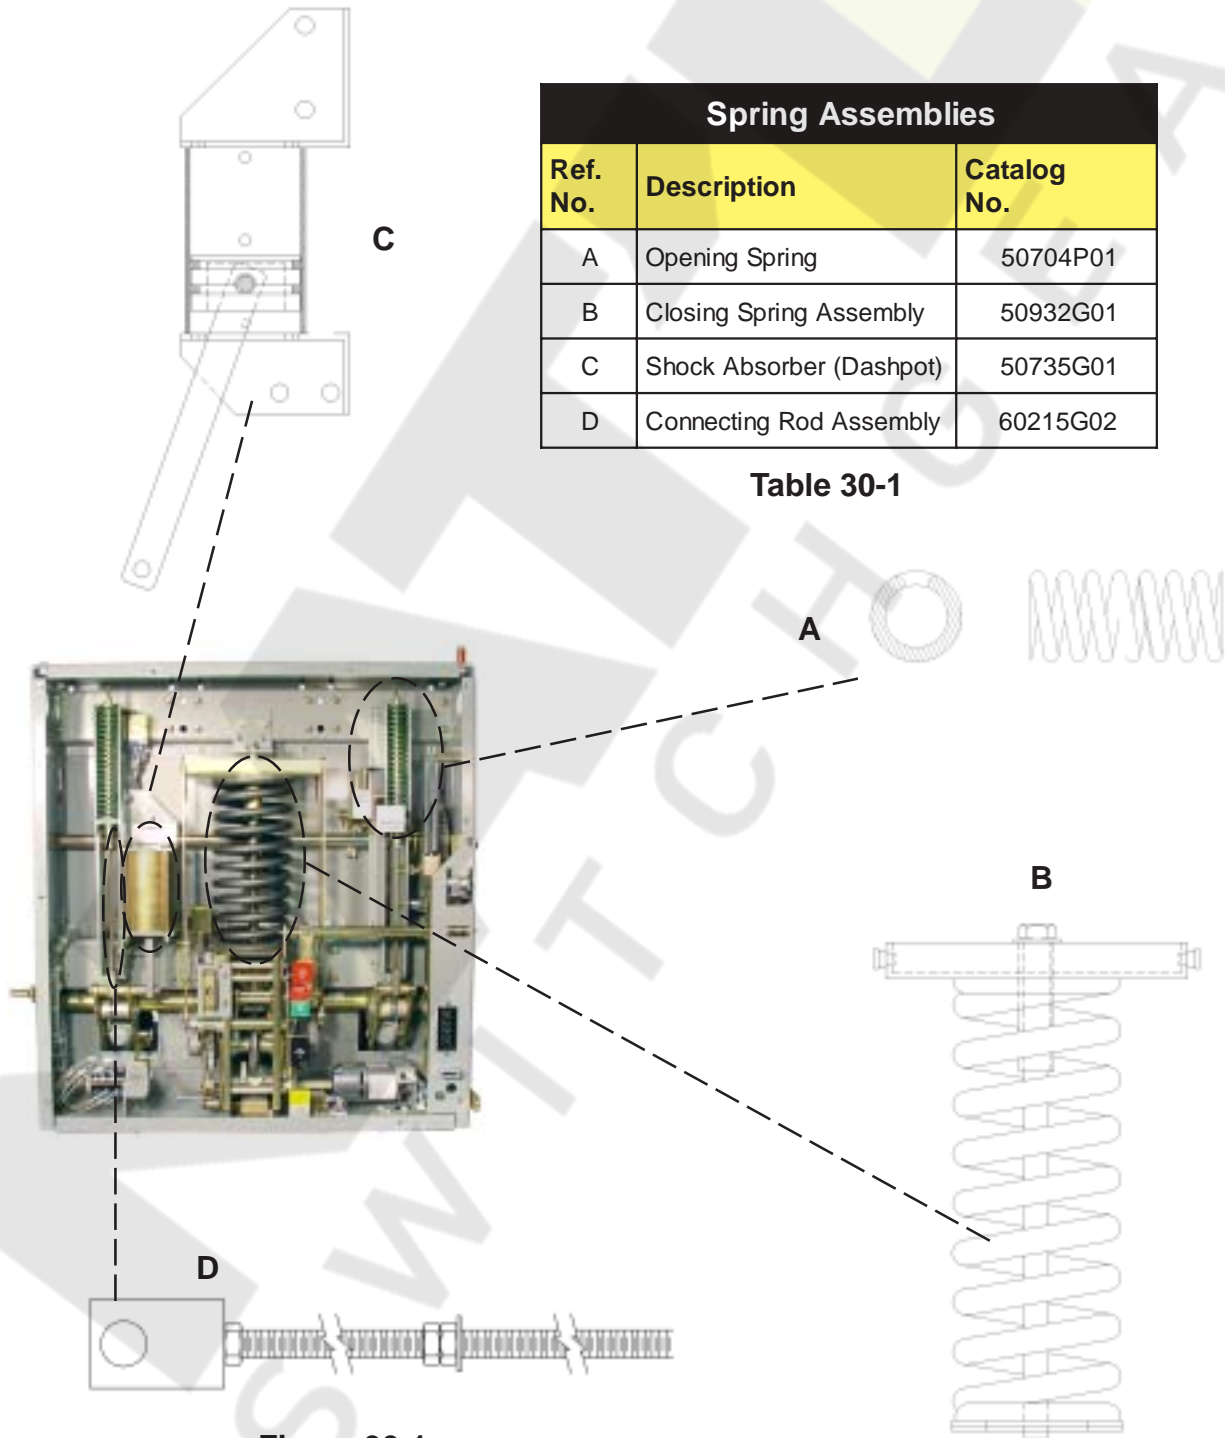 C
Spring Assemblies
Ref. No. Description Catalog No.
A Opening Spring 50704P01
B Closing Spring Assembly 50932G01
C Shock Absorber (Dashpot) 50735G01
D Connecting Rod Assembly 60215G02
Table 30-1
A
B
D
SWITCHGEA